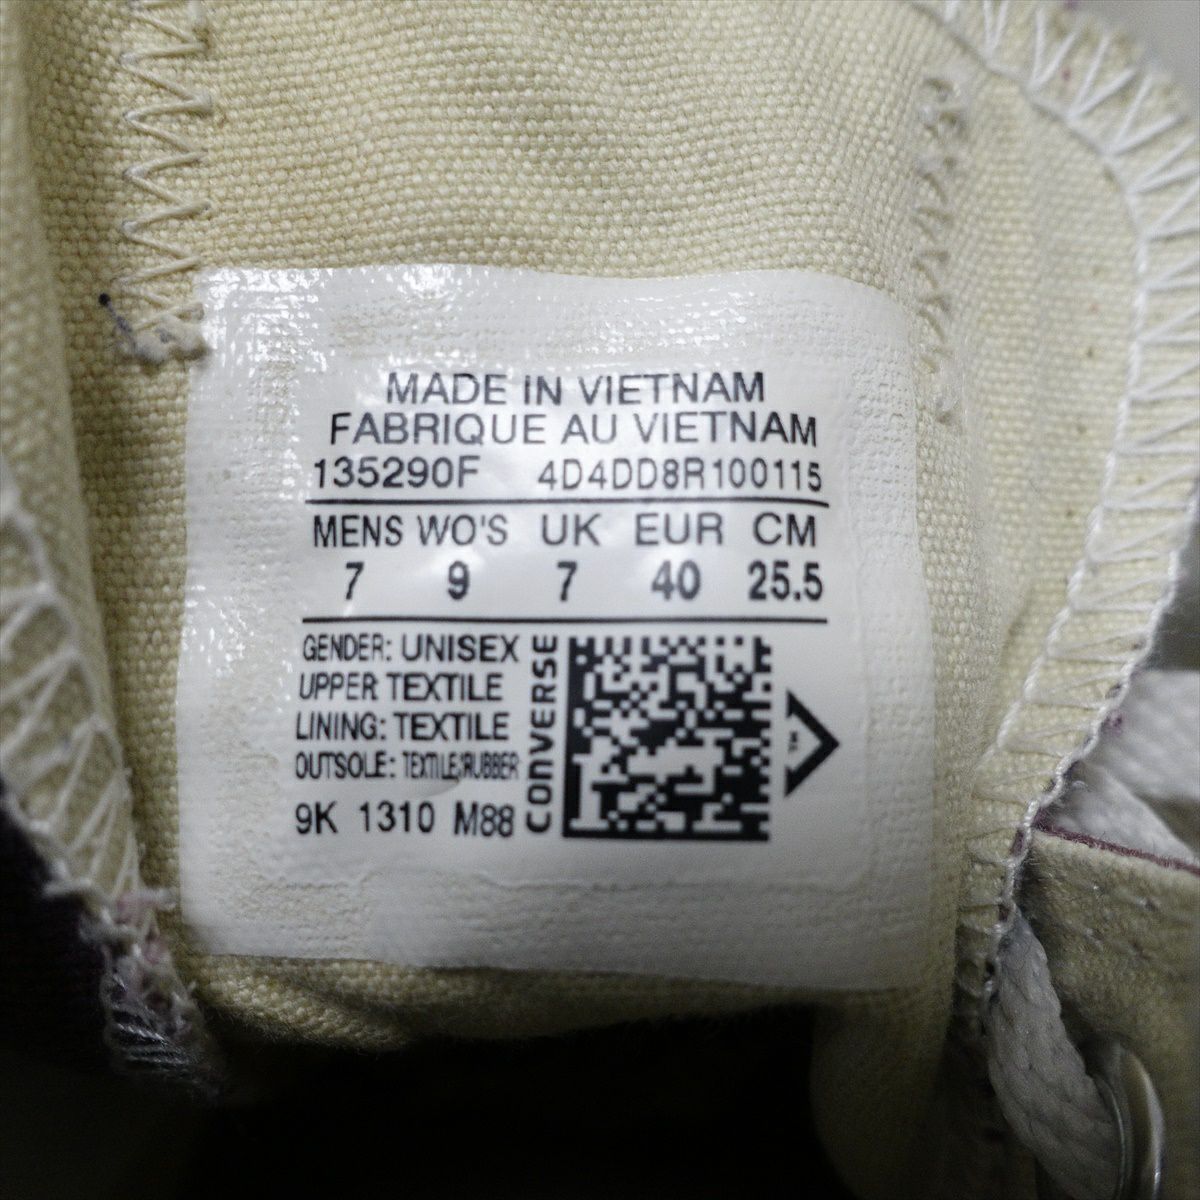 MADE IN VIETNAM
FABRIQUE AU VIETNAM
135290F 4D4DD8R100115
MENS WO'S UK EUR CM
7 9 7 40 25.5
GENDER: UNISEX
UPPER TEXTILE
LINING: TEXTILE
OUTSOLE: TEXTILE/RUBBER
9K 1310 M88
CONVERSE
TM